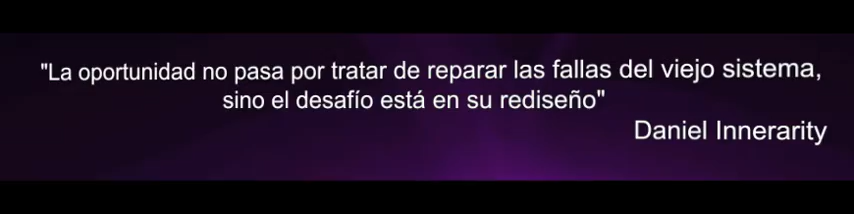 "La oportunidad no pasa por tratar de reparar las fallas del viejo sistema,
sino el desafío está en su rediseño"
Daniel Innerarity